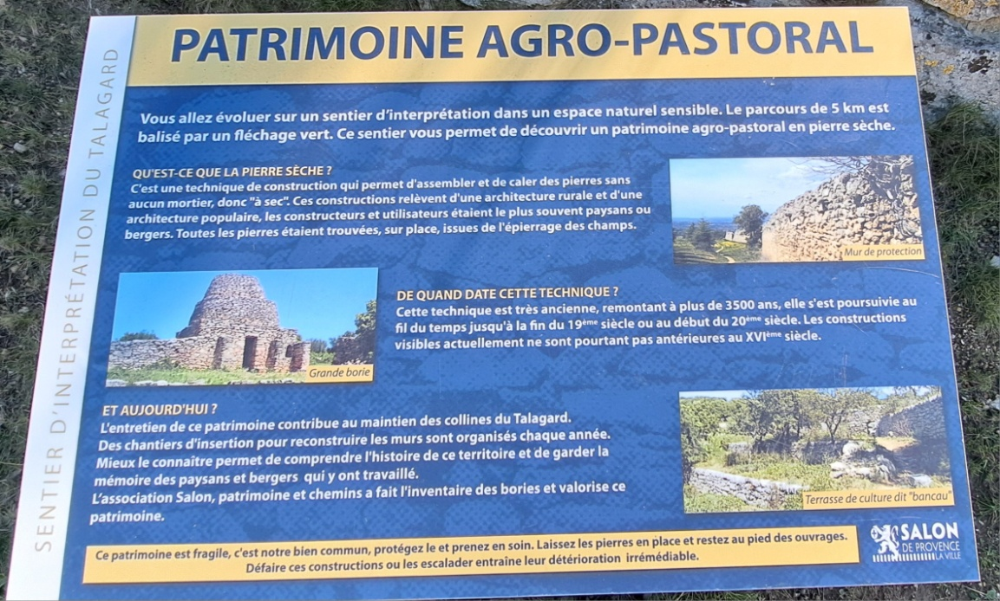 PATRIMOINE AGRO-PASTORAL
SENTIER D'INTERPRÉTATION DU TALAGARD
Vous allez évoluer sur un sentier d'interprétation dans un espace naturel sensible. Le parcours de 5 km est
balisé par un fléchage vert. Ce sentier vous permet de découvrir un patrimoine agro-pastoral en pierre sèche.
QU'EST-CE QUE LA PIERRE SÈCHE ?
C'est une technique de construction qui permet d'assembler et de caler des pierres sans
aucun mortier, donc "à sec". Ces constructions relèvent d'une architecture rurale et d'une
architecture populaire, les constructeurs et utilisateurs étaient le plus souvent paysans ou
bergers. Toutes les pierres étaient trouvées, sur place, issues de l'épierrage des champs.
Mur de protection
Grande borie
DE QUAND DATE CETTE TECHNIQUE ?
Cette technique est très ancienne, remontant à plus de 3500 ans, elle s'est poursuivie au
fil du temps jusqu'à la fin du 19ème siècle ou au début du 20ème siècle. Les constructions
visibles actuellement ne sont pourtant pas antérieures au XVIème siècle.
ET AUJOURD'HUI ?
L'entretien de ce patrimoine contribue au maintien des collines du Talagard.
Des chantiers d'insertion pour reconstruire les murs sont organisés chaque année.
Mieux le connaître permet de comprendre l'histoire de ce territoire et de garder la
mémoire des paysans et bergers qui y ont travaillé.
L'association Salon, patrimoine et chemins a fait l'inventaire des bories et valorise ce
patrimoine.
Terrasse de culture dit "bancau"
Ce patrimoine est fragile, c'est notre bien commun, protégez le et prenez en soin. Laissez les pierres en place et restez au pied des ouvrages.
Défaire ces constructions ou les escalader entraîne leur détérioration irrémédiable.
SALON
DE PROVENCE
LA VILLE